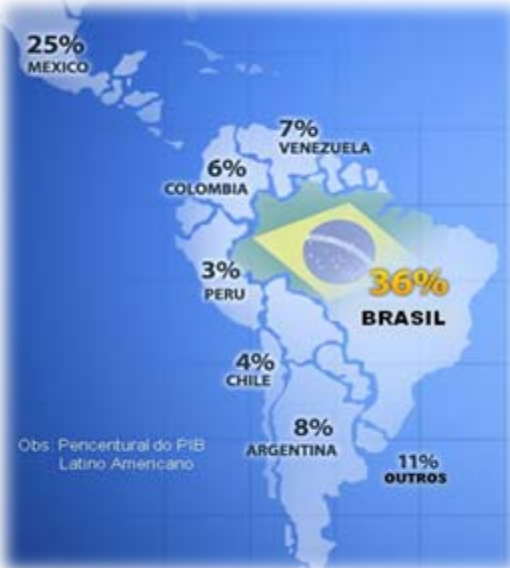 25%
MEXICO
7%
VENEZUELA
6%
COLOMBIA
3%
PERU
36%
BRASIL
4%
CHILE
8%
ARGENTINA
Obs: Pencentural do PIB
Latino Americano
11%
OUTROS